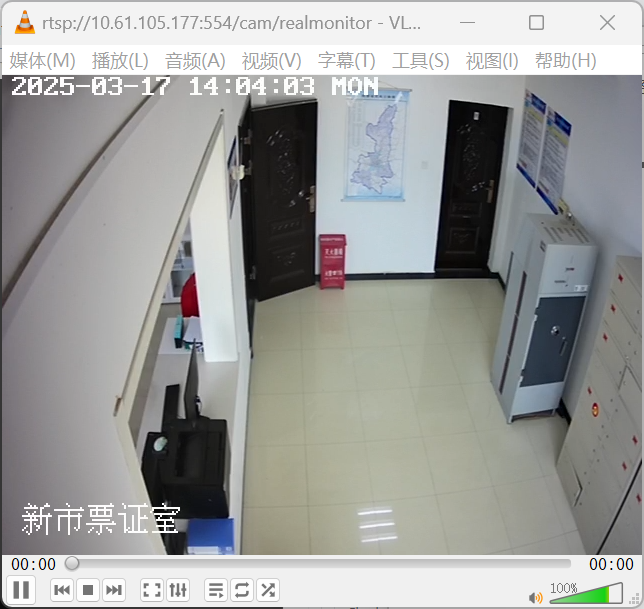 rtsp://10.61.105.177:554/cam/realmonitor - VL...
媒体(M) 播放(L) 音频(A) 视频(V) 字幕(T) 工具(S) 视图(I) 帮助(H)
2025-03-17 14:04:03 MON
灭火器箱
新市票证室
00:00 00:00
100%